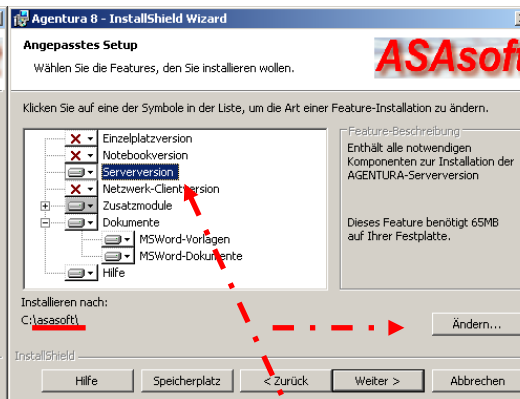 Agentura 8 - InstallShield Wizard
Angepasstes Setup
Wählen Sie die Features, den Sie installieren wollen.
ASAsoft
Klicken Sie auf eine der Symbole in der Liste, um die Art einer Feature-Installation zu ändern.
Einzelplatzversion
Notebookversion
Serverversion
Netzwerk-Clientversion
Zusatzmodule
Dokumente
MSWord-Vorlagen
MSWord-Dokumente
Hilfe
Feature-Beschreibung
Enthält alle notwendigen
Komponenten zur Installation der
AGENTURA-Serverversion
Dieses Feature benötigt 65MB
auf Ihrer Festplatte.
Installieren nach:
C:\asasoft\
Ändern...
InstallShield
Hilfe
Speicherplatz
< Zurück
Weiter >
Abbrechen